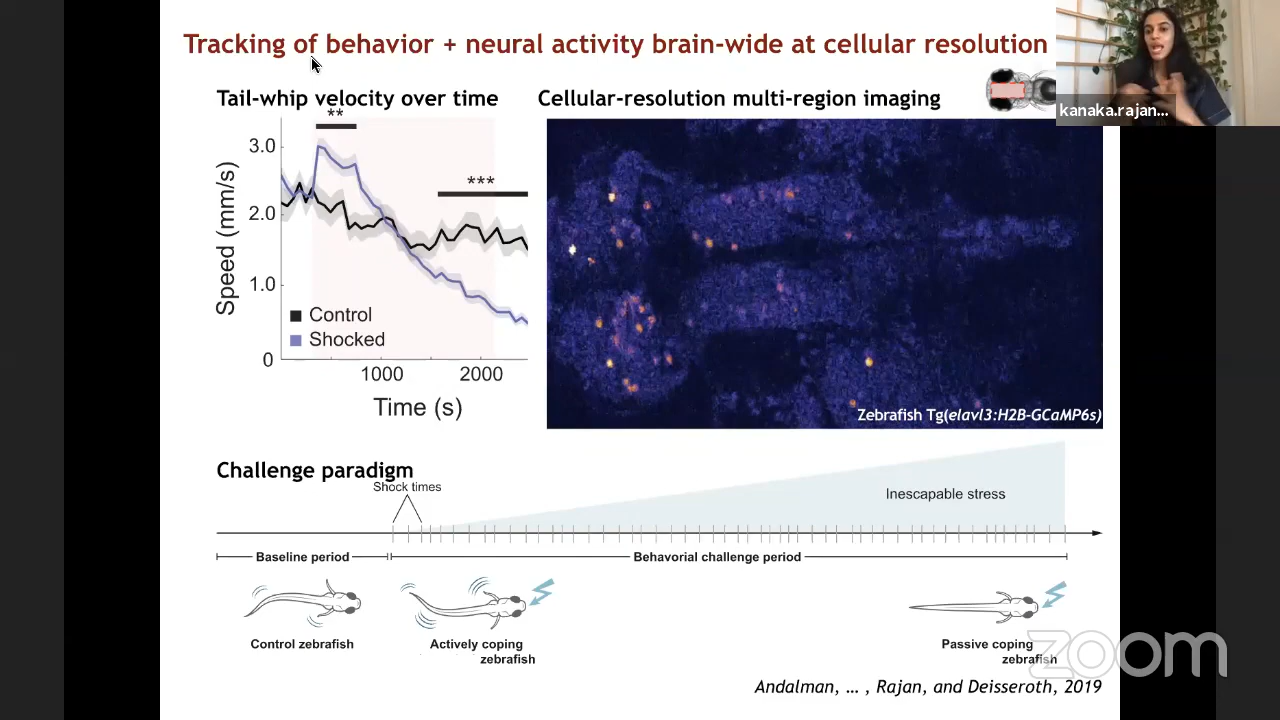 Tracking of behavior + neural activity brain-wide at cellular resolution
kanaka.rajan...
Tail-whip velocity over time
**
***
3.0
2.0
1.0
0
Speed (mm/s)
Control
Shocked
1000
2000
Time (s)
Cellular-resolution multi-region imaging
Zebrafish Tg(elavl3:H2B-GCaMP6s)
Challenge paradigm
Shock times
Inescapable stress
Baseline period
Behavorial challenge period
Control zebrafish
Actively coping
zebrafish
Passive coping
zebrafish
zoom
Andalman, … , Rajan, and Deisseroth, 2019